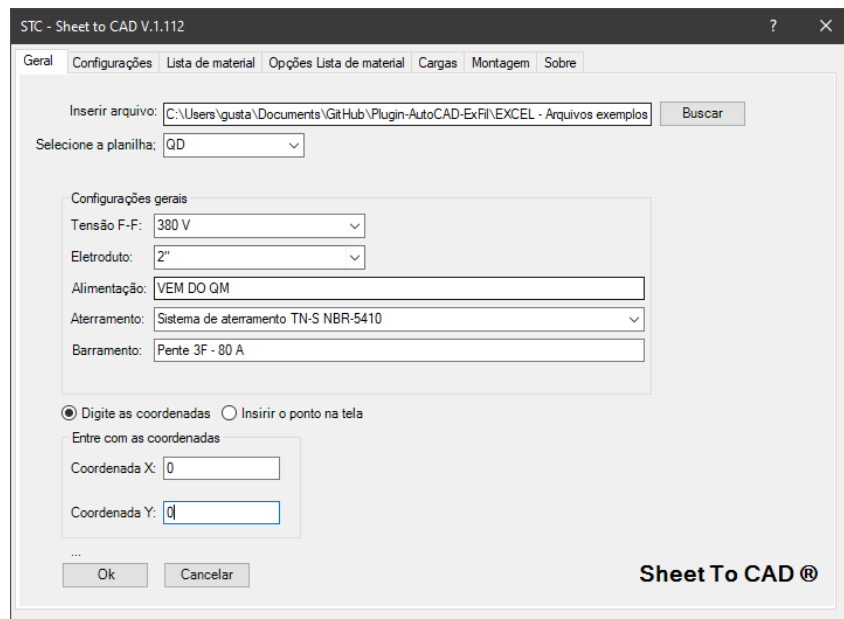 STC - Sheet to CAD V.1.112 ? ✕
Geral Configurações Lista de material Opções Lista de material Cargas Montagem Sobre
Inserir arquivo: C:\Users\gusta\Documents\GitHub\Plugin-AutoCAD-ExFil\EXCEL - Arquivos exemplos Buscar
Selecione a planilha; QD
Configurações gerais
Tensão F-F: 380 V
Eletroduto: 2"
Alimentação: VEM DO QM
Aterramento: Sistema de aterramento TN-S NBR-5410
Barramento: Pente 3F - 80 A
Digite as coordenadas Insirir o ponto na tela
Entre com as coordenadas
Coordenada X: 0
Coordenada Y: 0
...
Ok Cancelar Sheet To CAD ®